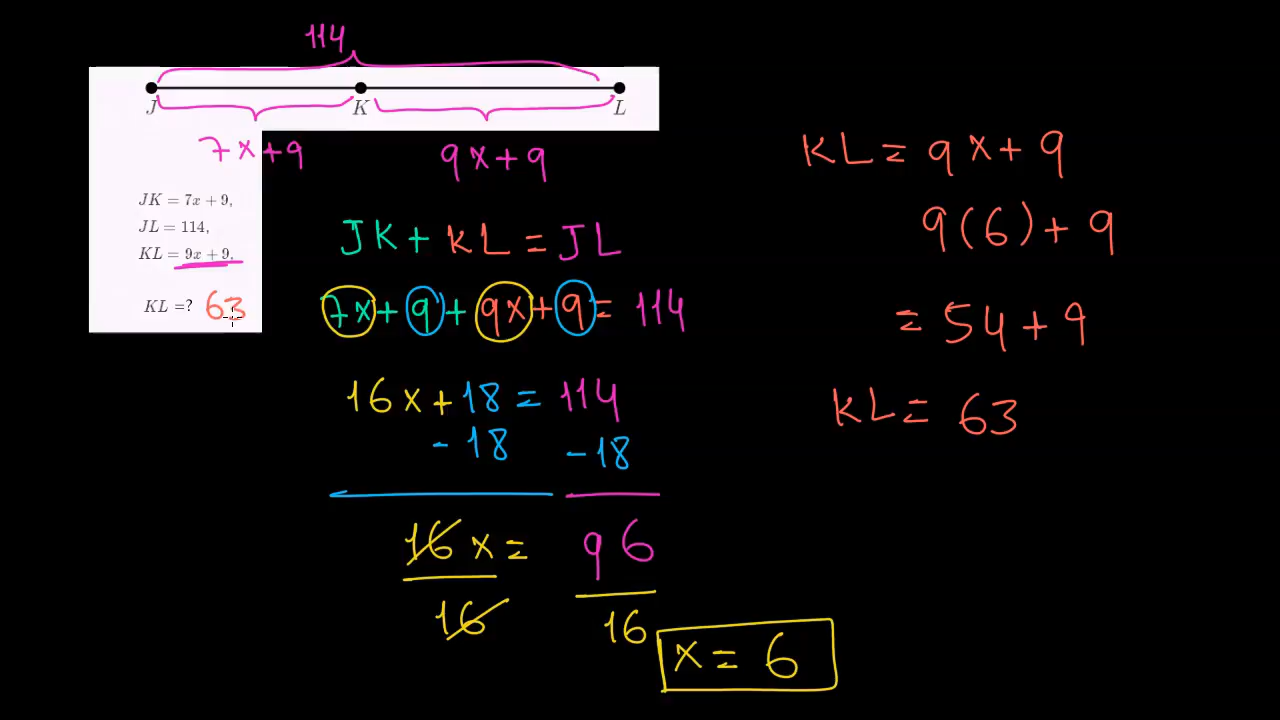 114
J K L
7x+9 9x+9
JK = 7x + 9,
JL = 114,
KL = 9x + 9,
KL =? 63
JK + KL = JL
7x + 9 + 9x + 9 = 114
16x + 18 = 114
- 18 - 18
16 x = 96
16 16
x = 6
KL = 9x + 9
9(6) + 9
= 54 + 9
KL = 63